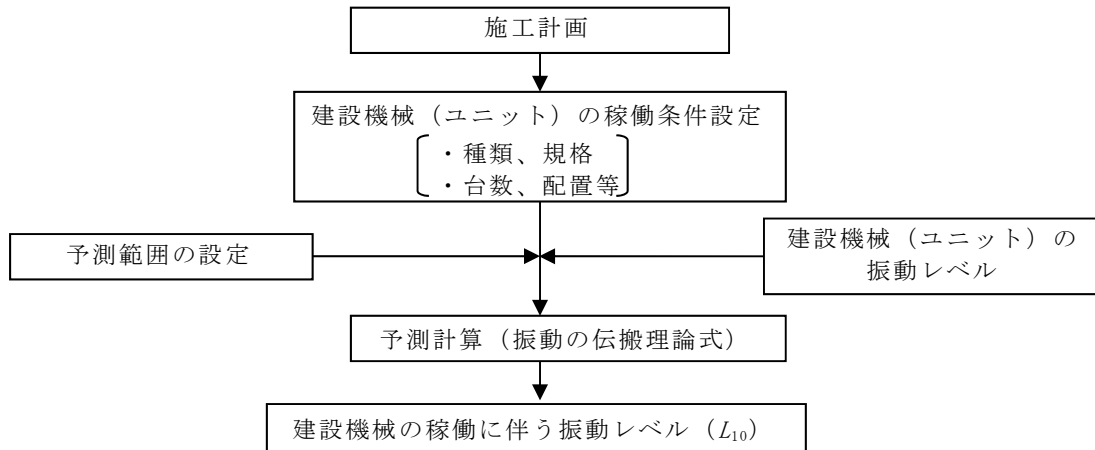 施工計画
建設機械（ユニット）の稼働条件設定
・種類、規格
・台数、配置等
予測範囲の設定
建設機械（ユニット）の
振動レベル
予測計算（振動の伝搬理論式）
建設機械の稼働に伴う振動レベル（L10）